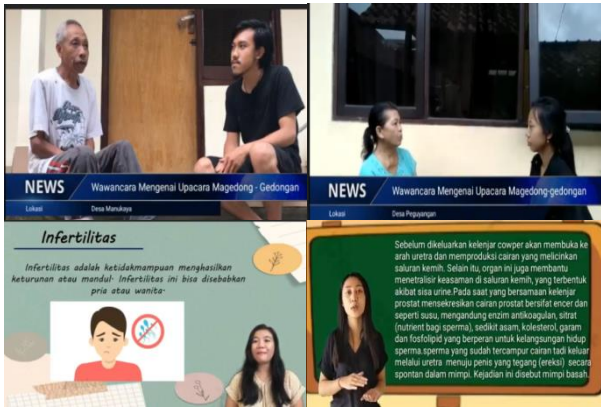 NEWS
Wawancara Mengenai Upacara Magedong - Gedongan
Lokasi
Desa Manukaya
NEWS
Wawancara Mengenai Upacara Magedong-gedongan
Lokasi
Desa Peguyangan
Infertilitas
Infertilitas adalah ketidakmampuan menghasilkan
keturunan atau mandul. Infertilitas ini bisa disebabkan
pria atau wanita.
Sebelum dikeluarkan kelenjar cowper akan membuka ke
arah uretra dan memproduksi cairan yang melicinkan
saluran kemih. Selain itu, organ ini juga membantu
menetralisir keasaman di saluran kemih, yang terbentuk
akibat sisa urine.Pada saat yang bersamaan kelenjar
prostat mensekresikan cairan prostat bersifat encer dan
seperti susu, mengandung enzim antikoagulan, sitrat
(nutrient bagi sperma), sedikit asam, kolesterol, garam
dan fosfolipid yang berperan untuk kelangsungan hidup
sperma.sperma yang sudah tercampur cairan tadi keluar
melalui uretra menuju penis yang tegang (ereksi) secara
spontan dalam mimpi. Kejadian ini disebut mimpi basah.